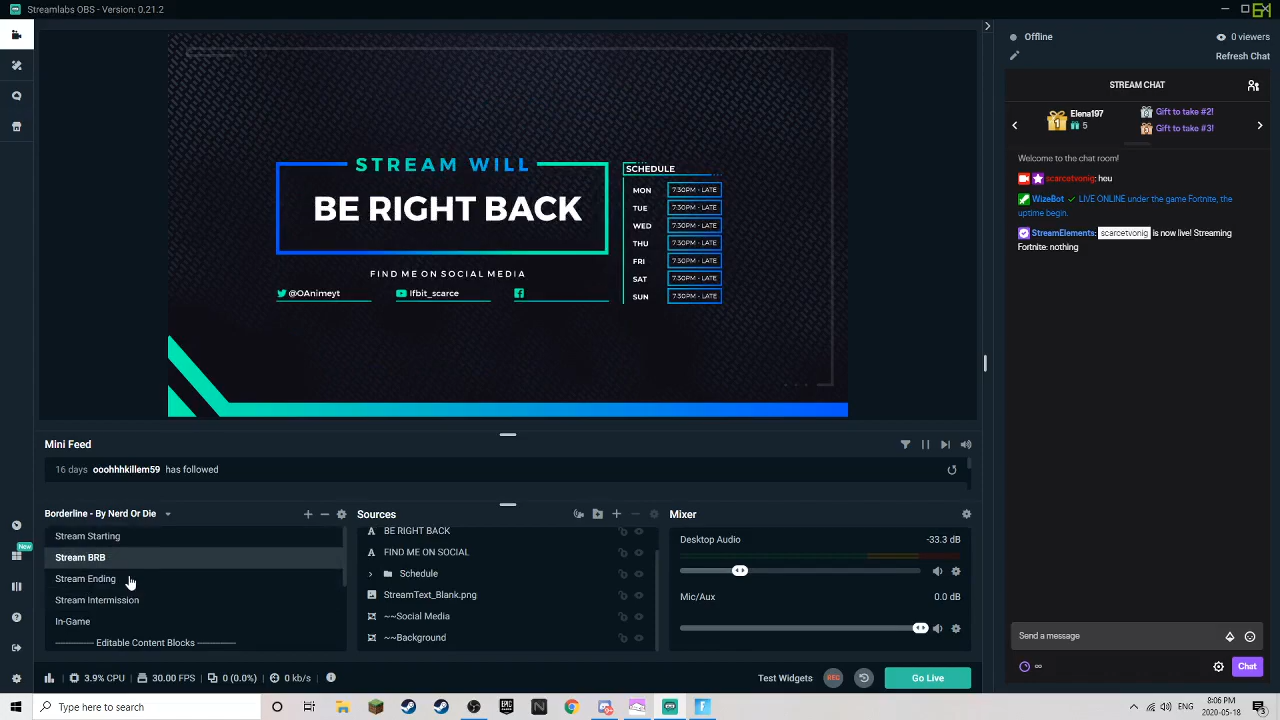 Streamlabs OBS - Version: 0.21.2
EM
Offline
0 viewers
Refresh Chat
STREAM CHAT
Elena197
5
Gift to take #2!
Gift to take #3!
Welcome to the chat room!
scarcetvonig: heu
WizeBot ✓ LIVE ONLINE under the game Fortnite, the
uptime begin.
StreamElements: scarcetvonig is now live! Streaming
Fortnite: nothing
STREAM WILL
BE RIGHT BACK
FIND ME ON SOCIAL MEDIA
@OAnimeyt
ifbit_scarce
SCHEDULE
MON 7:30PM - LATE
TUE 7:30PM - LATE
WED 7:30PM - LATE
THU 7:30PM - LATE
FRI 7:30PM - LATE
SAT 7:30PM - LATE
SUN 7:30PM - LATE
Mini Feed
16 days ooohhhkillem59 has followed
Borderline - By Nerd Or Die
Stream Starting
Stream BRB
Stream Ending
Stream Intermission
In-Game
———— Editable Content Blocks ————
New
Sources
BE RIGHT BACK
FIND ME ON SOCIAL
Schedule
StreamText_Blank.png
~~Social Media
~~Background
Mixer
Desktop Audio -33.3 dB
Mic/Aux 0.0 dB
Send a message
∞
Chat
3.9% CPU
30.00 FPS
0 (0.0%)
0 kb/s
Test Widgets
REC
Go Live
Type here to search
8:06 PM
2020-05-18